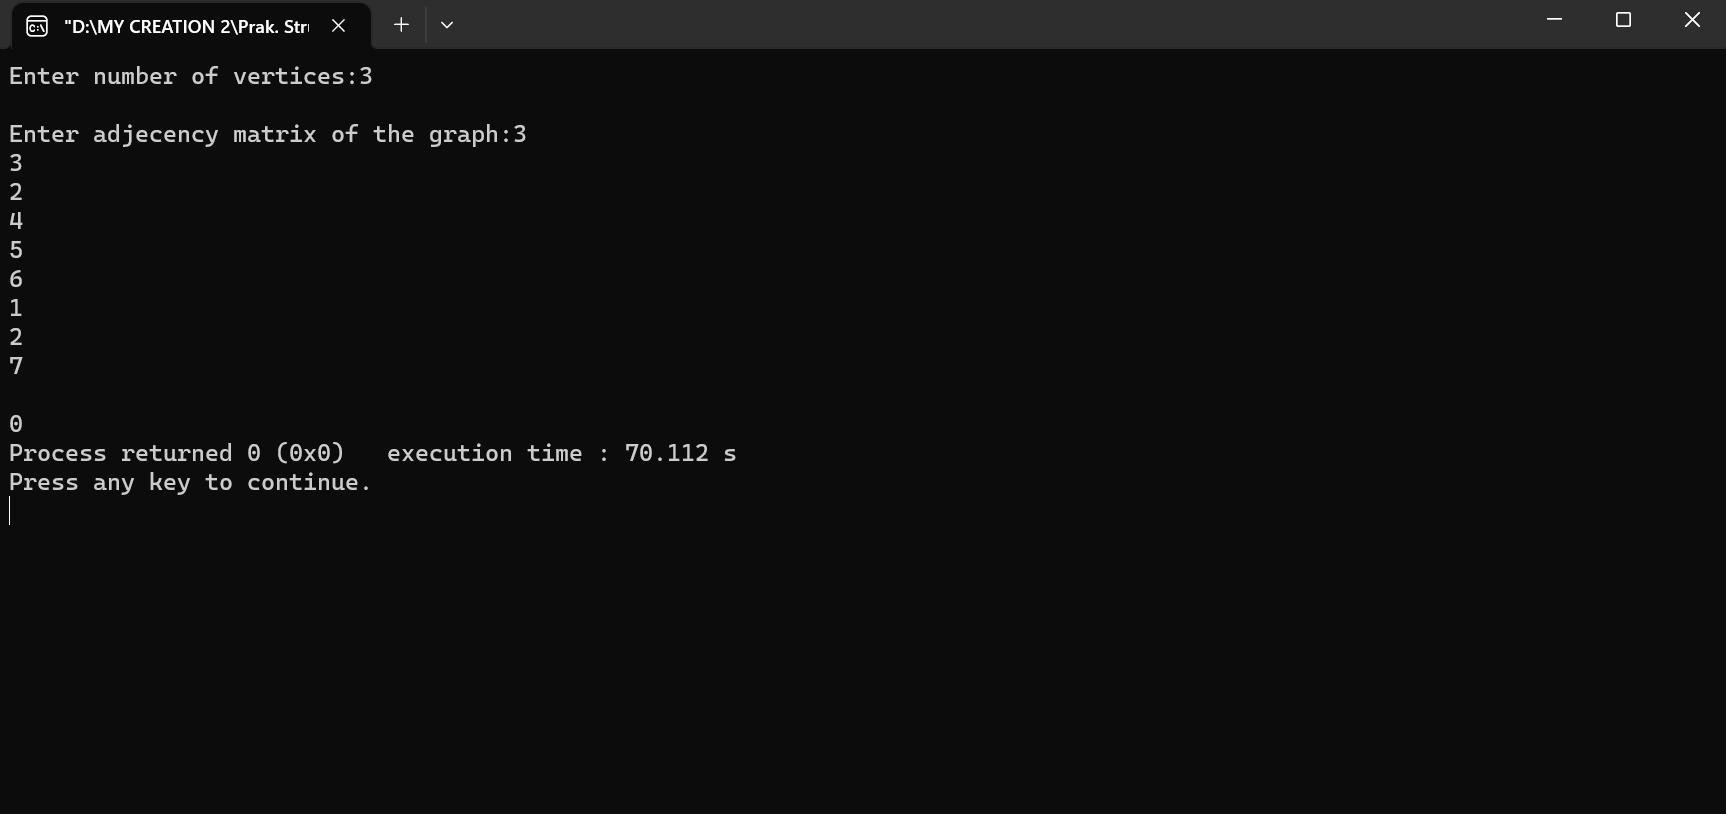 "D:\MY CREATION 2\Prak. Str
Enter number of vertices:3
Enter adjecency matrix of the graph:3
3
2
4
5
6
1
2
7
0
Process returned 0 (0x0)   execution time : 70.112 s
Press any key to continue.